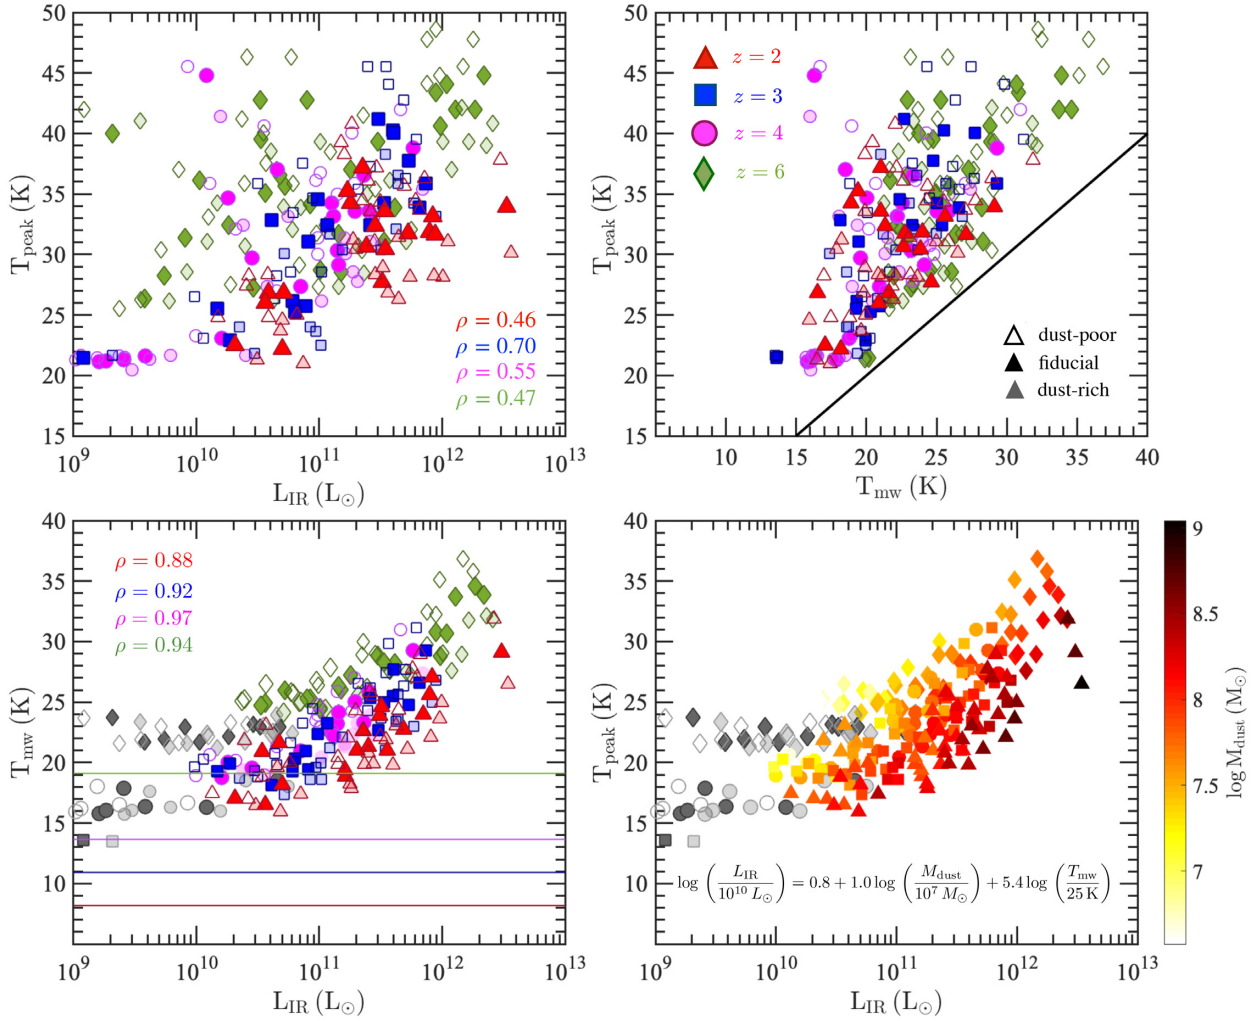 50
45
40
35
30
25
20
15
T_peak (K)
10^9 10^10 10^11 10^12 10^13
L_IR (L_⊙)
ρ = 0.46
ρ = 0.70
ρ = 0.55
ρ = 0.47
50
45
40
35
30
25
20
15
T_peak (K)
z = 2
z = 3
z = 4
z = 6
dust-poor
fiducial
dust-rich
5 10 15 20 25 30 35 40
T_mw (K)
40
35
30
25
20
15
10
T_mw (K)
ρ = 0.88
ρ = 0.92
ρ = 0.97
ρ = 0.94
10^9 10^10 10^11 10^12 10^13
L_IR (L_⊙)
40
35
30
25
20
15
10
T_peak (K)
log (L_IR / 10^10 L_⊙) = 0.8 + 1.0 log (M_dust / 10^7 M_⊙) + 5.4 log (T_mw / 25 K)
10^9 10^10 10^11 10^12 10^13
L_IR (L_⊙)
9
8.5
8
7.5
7
log M_dust (M_⊙)